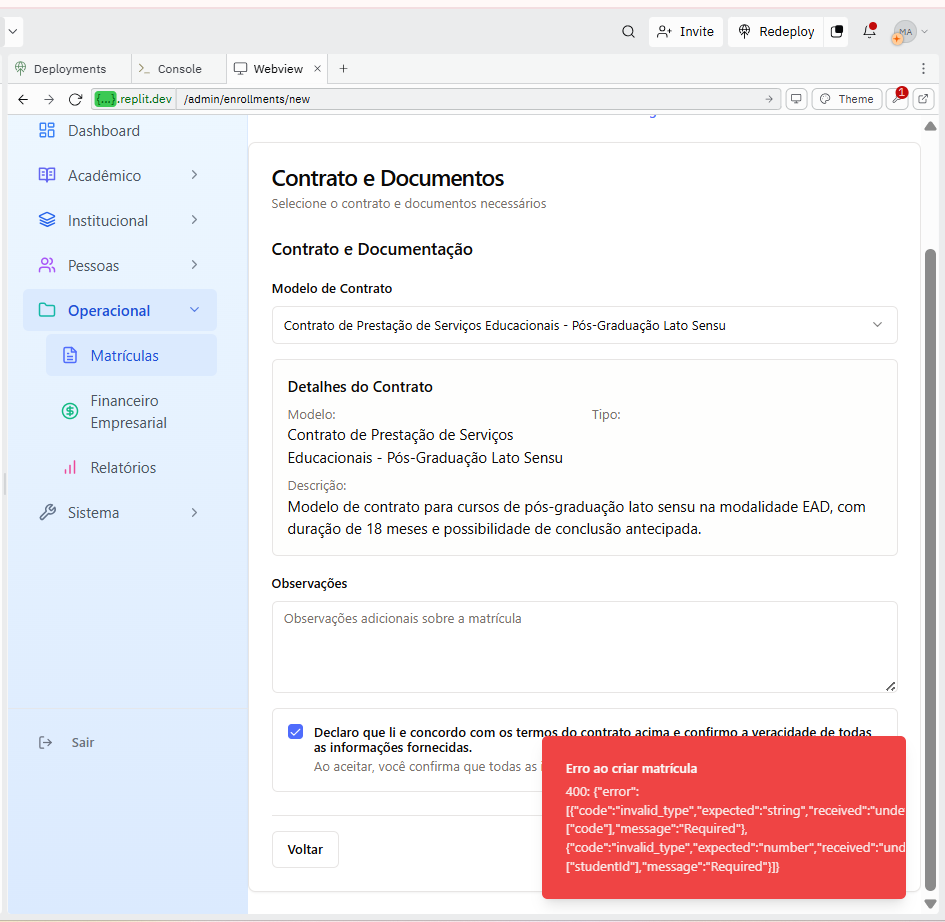 Invite
Redeploy
MA
Deployments
Console
Webview
{...}.replit.dev
/admin/enrollments/new
Theme
1
Dashboard
Acadêmico
Institucional
Pessoas
Operacional
Matrículas
Financeiro
Empresarial
Relatórios
Sistema
Sair
Contrato e Documentos
Selecione o contrato e documentos necessários
Contrato e Documentação
Modelo de Contrato
Contrato de Prestação de Serviços Educacionais - Pós-Graduação Lato Sensu
Detalhes do Contrato
Modelo:
Tipo:
Contrato de Prestação de Serviços
Educacionais - Pós-Graduação Lato Sensu
Descrição:
Modelo de contrato para cursos de pós-graduação lato sensu na modalidade EAD, com
duração de 18 meses e possibilidade de conclusão antecipada.
Observações
Observações adicionais sobre a matrícula
Declaro que li e concordo com os termos do contrato acima e confirmo a veracidade de todas
as informações fornecidas.
Ao aceitar, você confirma que todas as
Voltar
Erro ao criar matrícula
400: {"error":
[{"code":"invalid_type","expected":"string","received":"unde
["code"],"message":"Required"},
{"code":"invalid_type","expected":"number","received":"und
["studentId"],"message":"Required"}]}